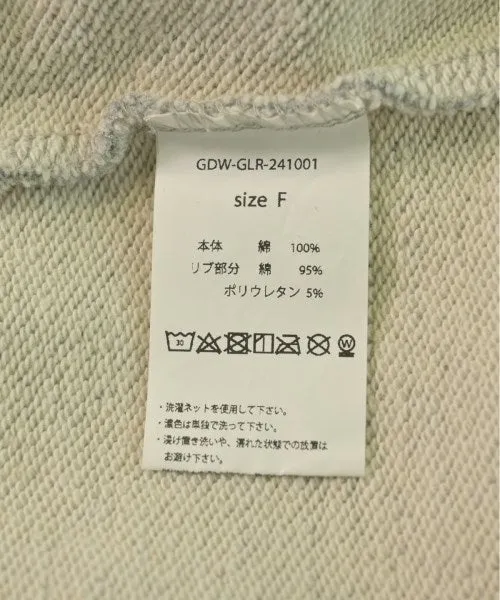 GDW-GLR-241001
size F
本体 綿 100%
リブ部分 綿 95%
ポリウレタン 5%
30 W
・洗濯ネットを使用して下さい。
・濃色は単独で洗って下さい。
・浸け置き洗いや、濡れた状態での放置は
お避け下さい。